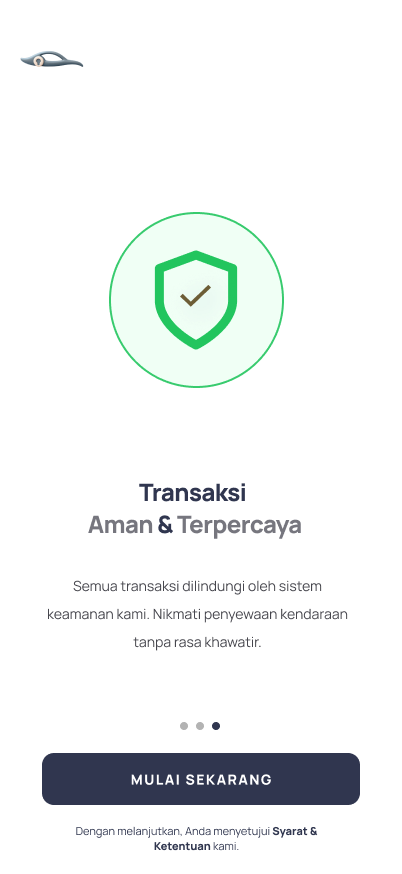 Transaksi
Aman & Terpercaya
Semua transaksi dilindungi oleh sistem
keamanan kami. Nikmati penyewaan kendaraan
tanpa rasa khawatir.
MULAI SEKARANG
Dengan melanjutkan, Anda menyetujui Syarat &
Ketentuan kami.